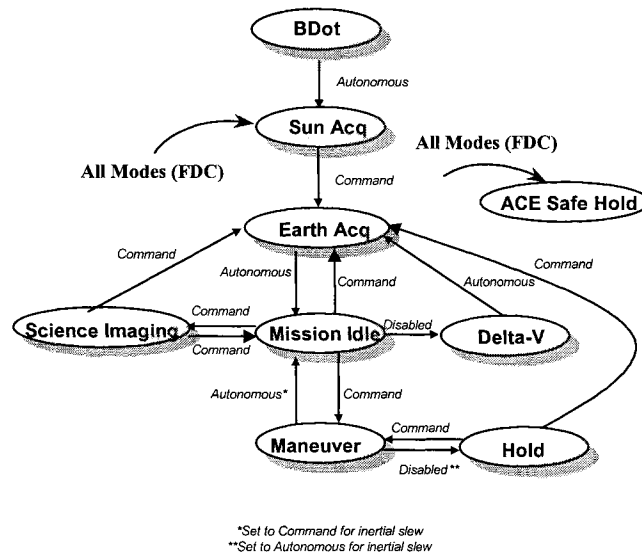 BDot
Autonomous
Sun Acq
All Modes (FDC)
All Modes (FDC)
Command
ACE Safe Hold
Earth Acq
Command
Autonomous
Command
Autonomous
Command
Science Imaging
Command
Command
Mission Idle
Disabled
Delta-V
Autonomous*
Command
Maneuver
Command
Disabled**
Hold
*Set to Command for inertial slew
**Set to Autonomous for inertial slew